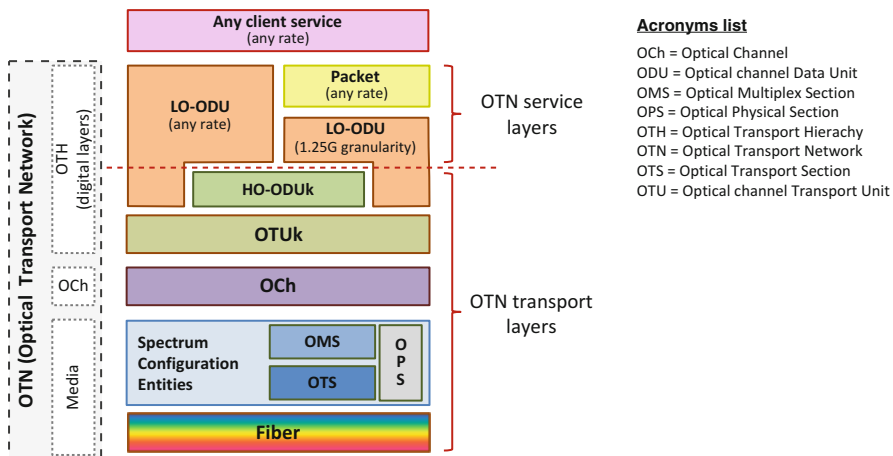 Any client service
(any rate)
LO-ODU
(any rate)
Packet
(any rate)
LO-ODU
(1.25G granularity)
HO-ODUk
OTUk
OCh
Spectrum
Configuration
Entities
OMS
OTS
O
P
S
Fiber
OTN (Optical Transport Network)
OTH
(digital layers)
OCh
Media
OTN service
layers
OTN transport
layers
Acronyms list
OCh = Optical Channel
ODU = Optical channel Data Unit
OMS = Optical Multiplex Section
OPS = Optical Physical Section
OTH = Optical Transport Hierachy
OTN = Optical Transport Network
OTS = Optical Transport Section
OTU = Optical channel Transport Unit